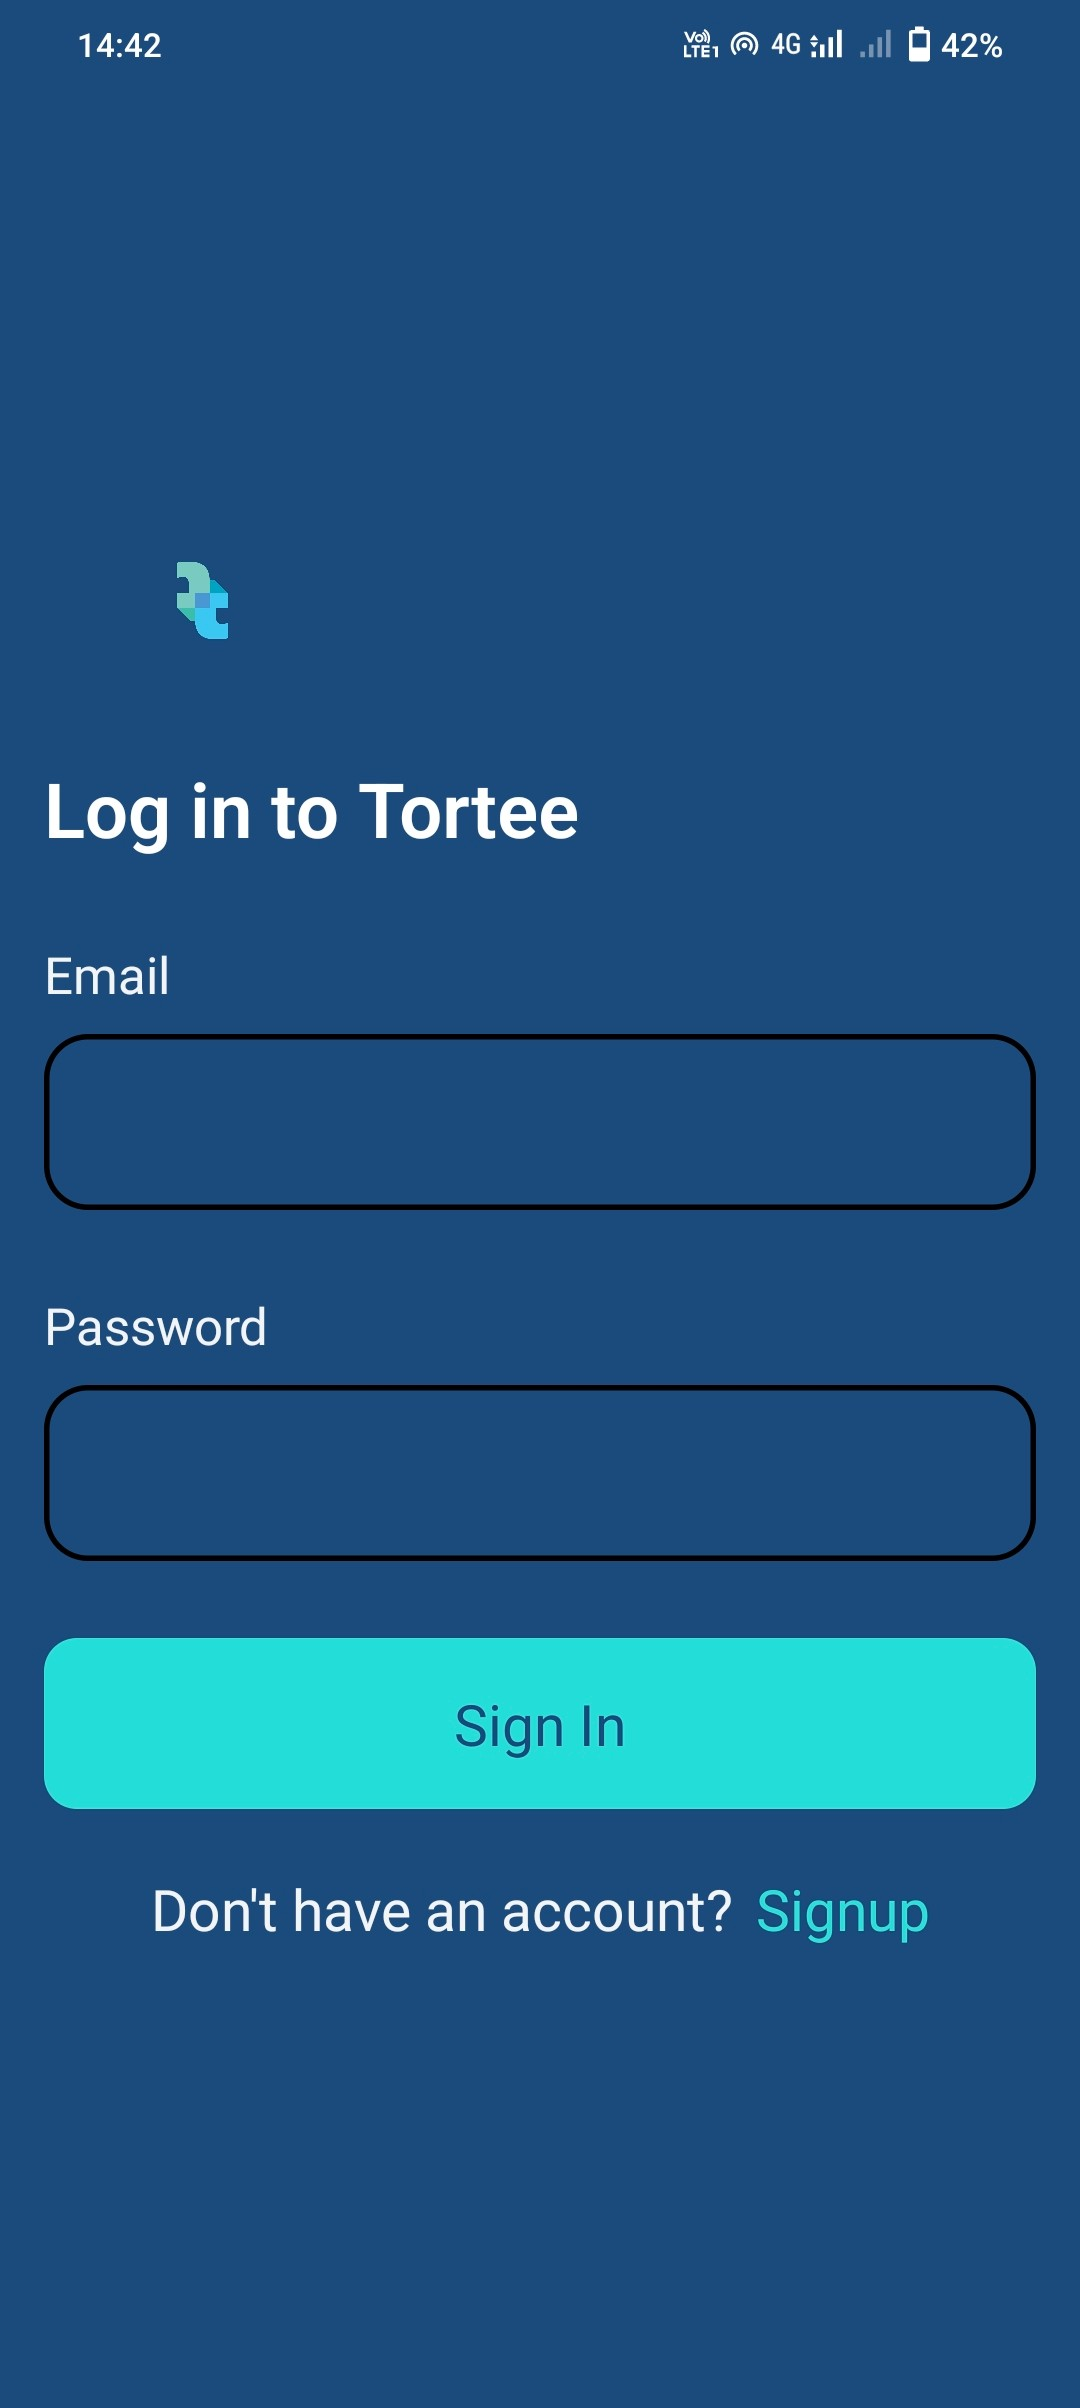 14:42 Vo) LTE1 4G 42%
Log in to Tortee
Email
Password
Sign In
Don't have an account? Signup